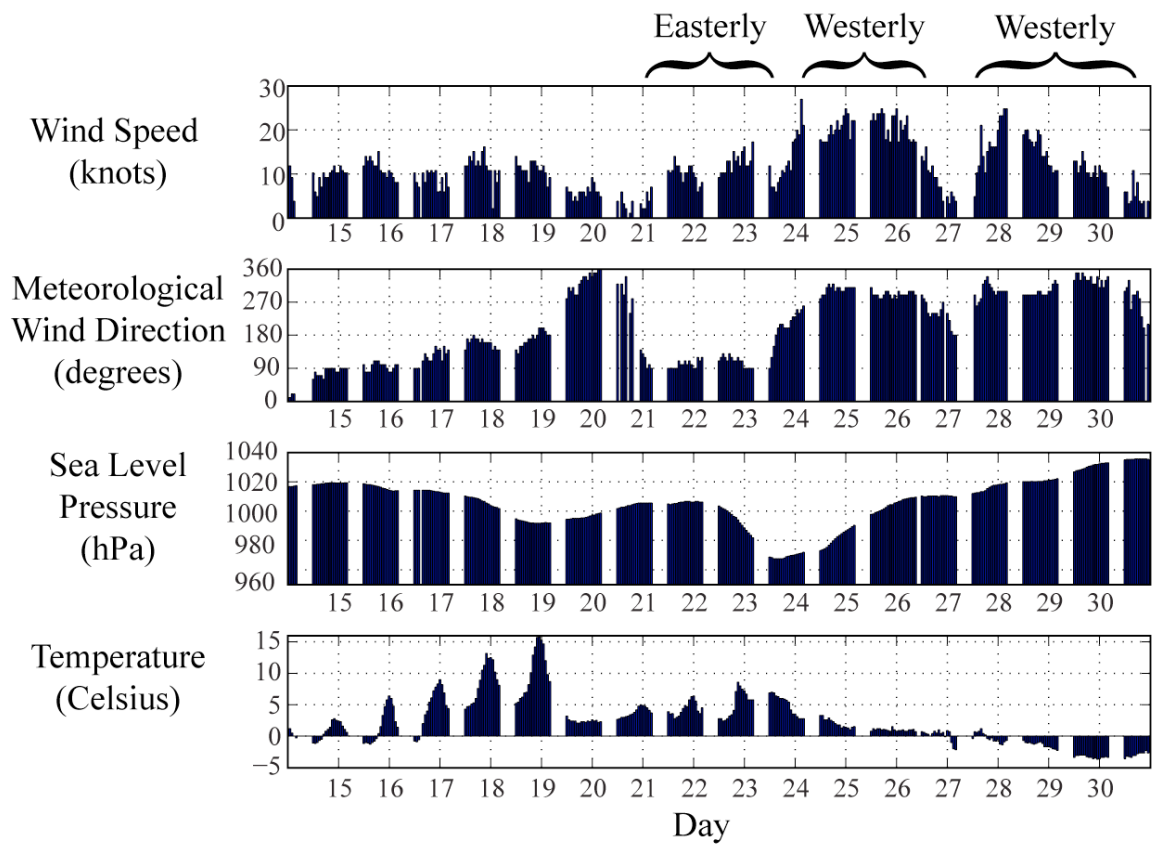 Easterly Westerly Westerly
Wind Speed
(knots)
30
20
10
0
15 16 17 18 19 20 21 22 23 24 25 26 27 28 29 30
Meteorological
Wind Direction
(degrees)
360
270
180
90
0
15 16 17 18 19 20 21 22 23 24 25 26 27 28 29 30
Sea Level
Pressure
(hPa)
1040
1020
1000
980
960
15 16 17 18 19 20 21 22 23 24 25 26 27 28 29 30
Temperature
(Celsius)
15
10
5
0
−5
15 16 17 18 19 20 21 22 23 24 25 26 27 28 29 30
Day